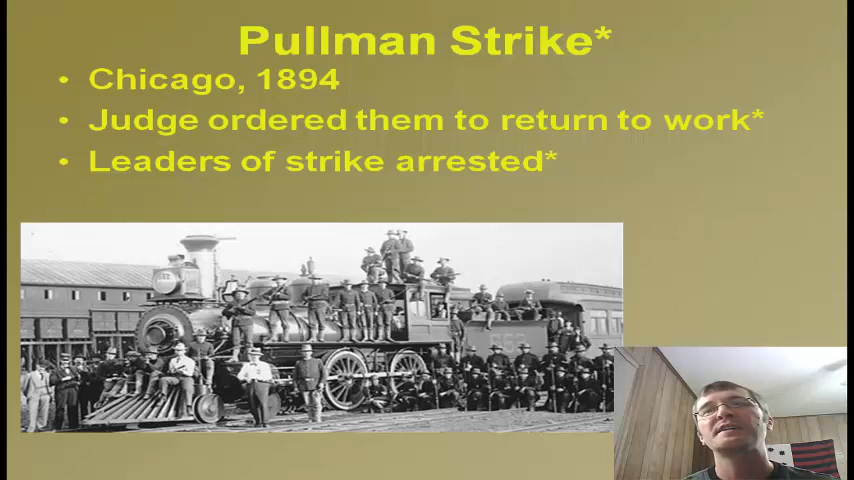 Pullman Strike*
• Chicago, 1894
• Judge ordered them to return to work*
• Leaders of strike arrested*